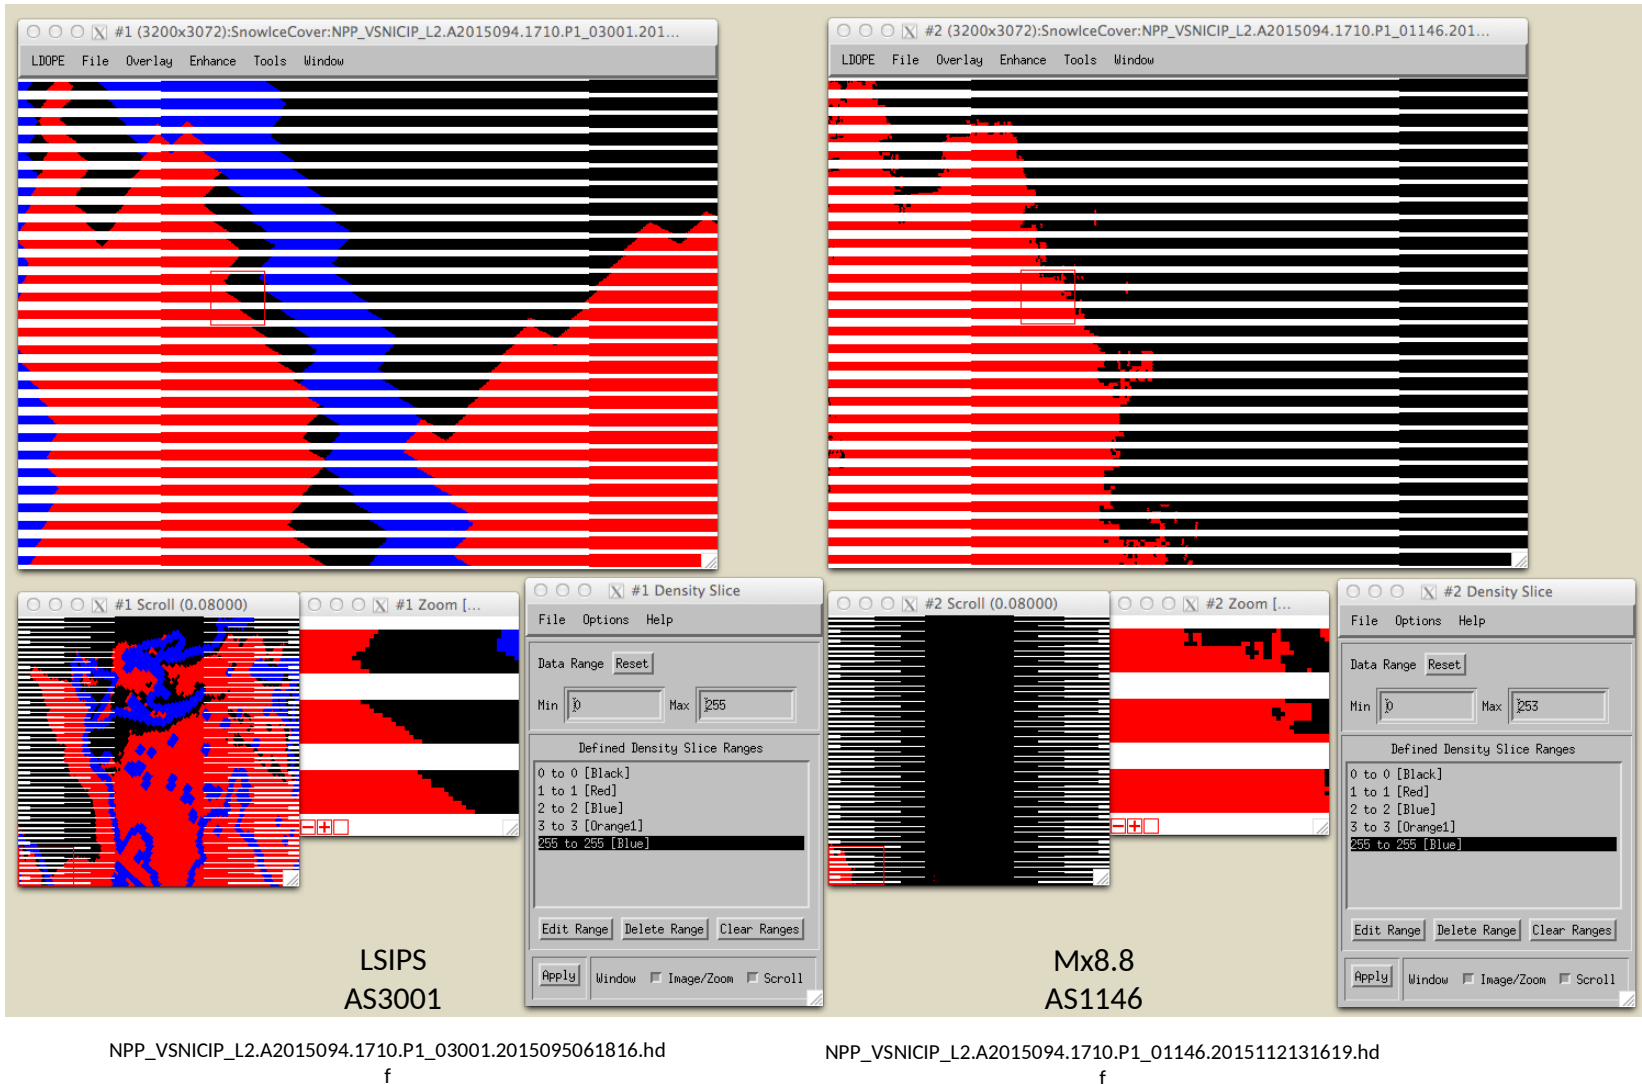 #1 (3200x3072):SnowIceCover:NPP_VSNICIP_L2.A2015094.1710.P1_03001.201...
LDOPE File Overlay Enhance Tools Window
#2 (3200x3072):SnowIceCover:NPP_VSNICIP_L2.A2015094.1710.P1_01146.201...
LDOPE File Overlay Enhance Tools Window
#1 Scroll (0.08000)
#1 Zoom [...
#1 Density Slice
File Options Help
Data Range Reset
Min 0 Max 255
Defined Density Slice Ranges
0 to 0 [Black]
1 to 1 [Red]
2 to 2 [Blue]
3 to 3 [Orange1]
255 to 255 [Blue]
Edit Range Delete Range Clear Ranges
Apply Window Image/Zoom Scroll
#2 Scroll (0.08000)
#2 Zoom [...
#2 Density Slice
File Options Help
Data Range Reset
Min 0 Max 253
Defined Density Slice Ranges
0 to 0 [Black]
1 to 1 [Red]
2 to 2 [Blue]
3 to 3 [Orange1]
255 to 255 [Blue]
Edit Range Delete Range Clear Ranges
Apply Window Image/Zoom Scroll
LSIPS
AS3001
Mx8.8
AS1146
NPP_VSNICIP_L2.A2015094.1710.P1_03001.2015095061816.hd
f
NPP_VSNICIP_L2.A2015094.1710.P1_01146.2015112131619.hd
f